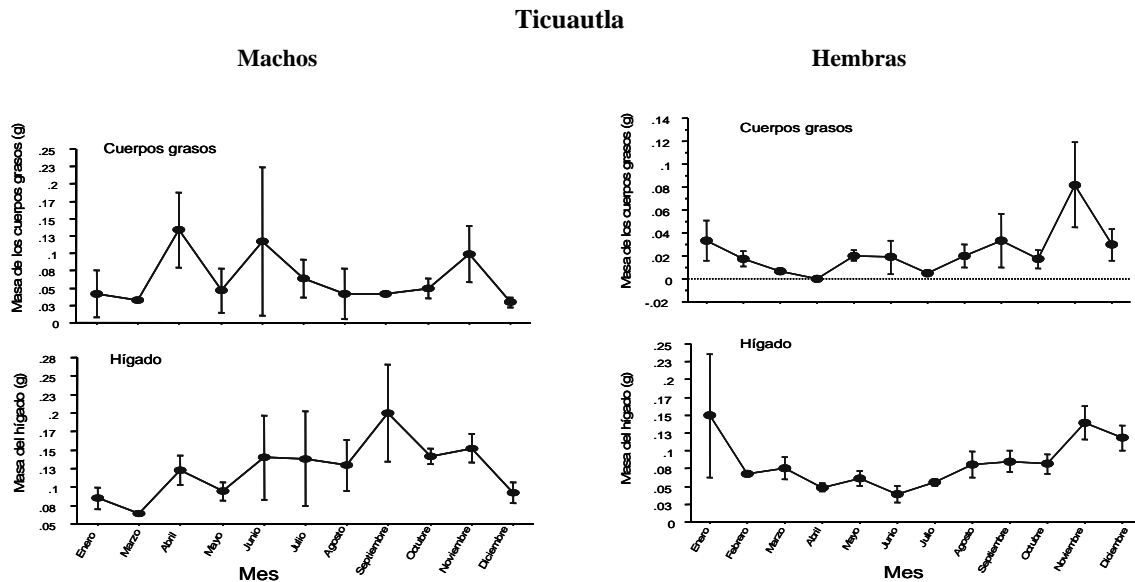 Ticuautla
Machos
Hembras
Cuerpos grasos
Masa de los cuerpos grasos (g)
.25
.23
.2
.15
.13
.1
.08
.05
.03
0
Cuerpos grasos
Masa de los cuerpos grasos (g)
.14
.12
.1
.08
.06
.04
.02
0
-.02
Hígado
Masa del hígado (g)
.28
.23
.2
.17
.15
.13
.1
.08
.05
Enero
Marzo
Abril
Mayo
Junio
Julio
Agosto
Septiembre
Octubre
Noviembre
Diciembre
Mes
Hígado
Masa del hígado (g)
.25
.23
.2
.17
.15
.13
.1
.08
.05
.03
0
Enero
Febrero
Marzo
Abril
Mayo
Junio
Julio
Agosto
Septiembre
Octubre
Noviembre
Diciembre
Mes